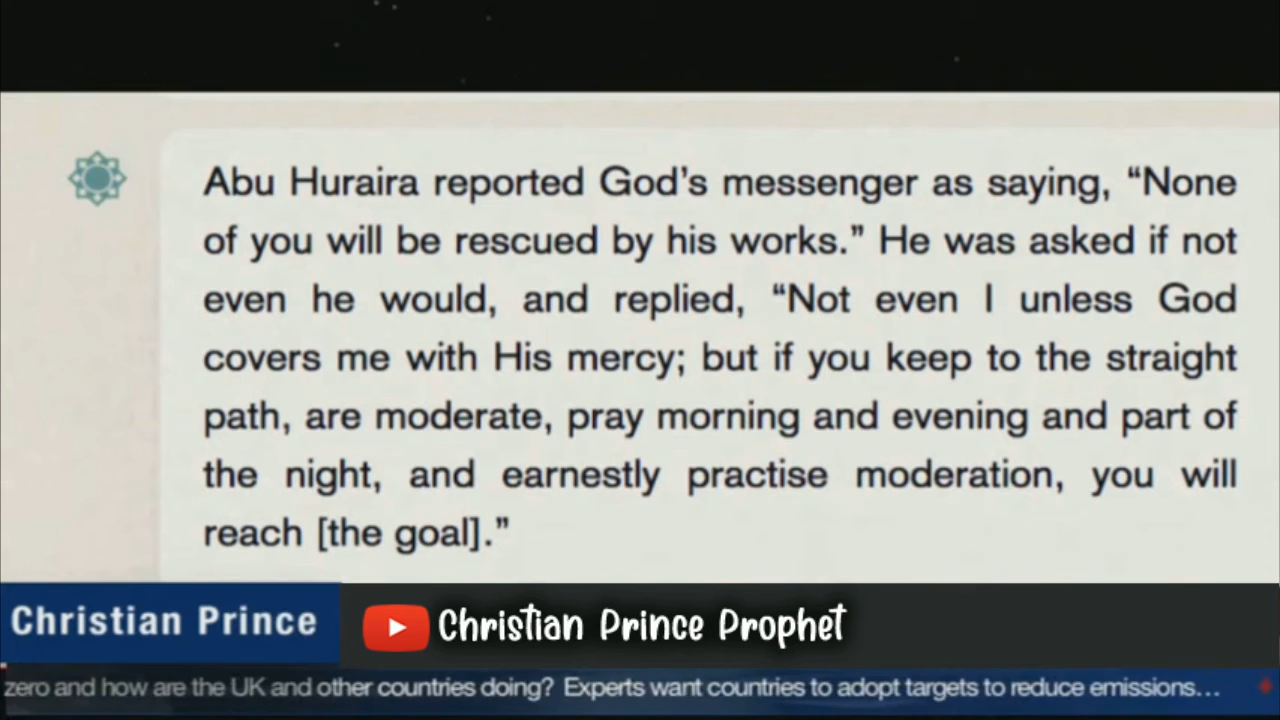 Abu Huraira reported God’s messenger as saying, “None
of you will be rescued by his works.” He was asked if not
even he would, and replied, “Not even I unless God
covers me with His mercy; but if you keep to the straight
path, are moderate, pray morning and evening and part of
the night, and earnestly practise moderation, you will
reach [the goal].”
Christian Prince
Christian Prince Prophet
zero and how are the UK and other countries doing? Experts want countries to adopt targets to reduce emissions...